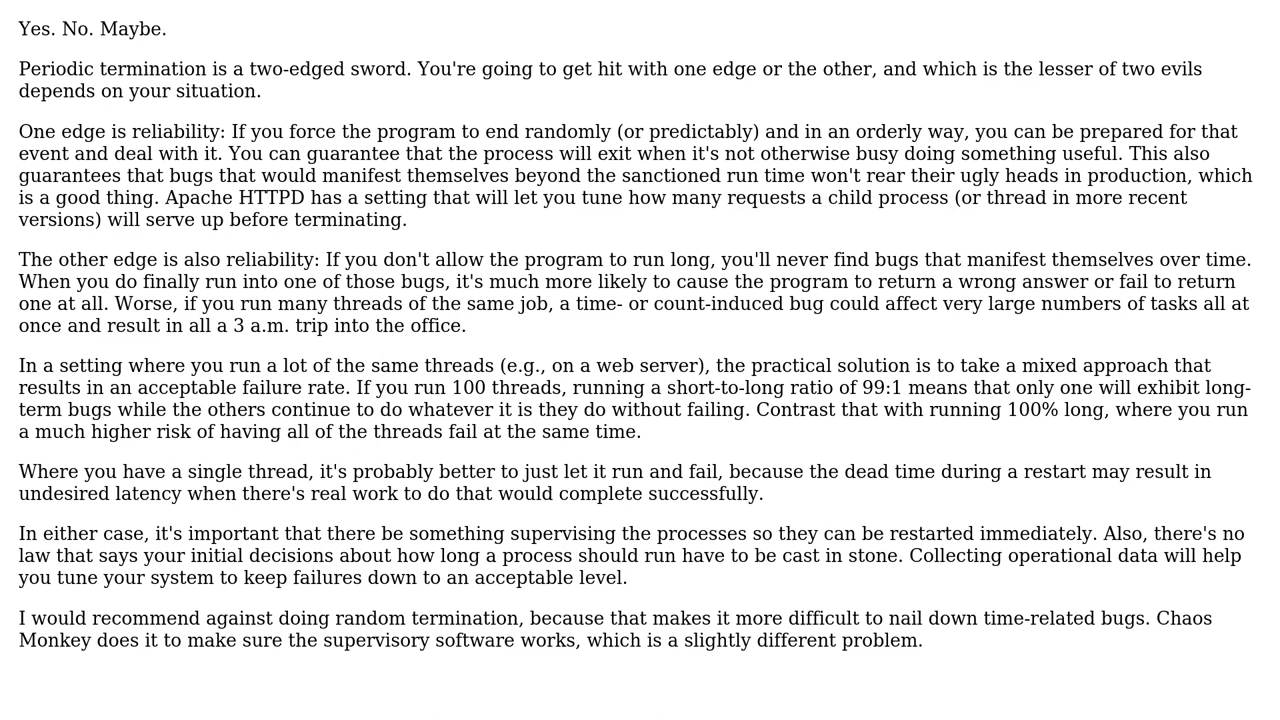 Yes. No. Maybe.
Periodic termination is a two-edged sword. You're going to get hit with one edge or the other, and which is the lesser of two evils
depends on your situation.
One edge is reliability: If you force the program to end randomly (or predictably) and in an orderly way, you can be prepared for that
event and deal with it. You can guarantee that the process will exit when it's not otherwise busy doing something useful. This also
guarantees that bugs that would manifest themselves beyond the sanctioned run time won't rear their ugly heads in production, which
is a good thing. Apache HTTPD has a setting that will let you tune how many requests a child process (or thread in more recent
versions) will serve up before terminating.
The other edge is also reliability: If you don't allow the program to run long, you'll never find bugs that manifest themselves over time.
When you do finally run into one of those bugs, it's much more likely to cause the program to return a wrong answer or fail to return
one at all. Worse, if you run many threads of the same job, a time- or count-induced bug could affect very large numbers of tasks all at
once and result in all a 3 a.m. trip into the office.
In a setting where you run a lot of the same threads (e.g., on a web server), the practical solution is to take a mixed approach that
results in an acceptable failure rate. If you run 100 threads, running a short-to-long ratio of 99:1 means that only one will exhibit long-
term bugs while the others continue to do whatever it is they do without failing. Contrast that with running 100% long, where you run
a much higher risk of having all of the threads fail at the same time.
Where you have a single thread, it's probably better to just let it run and fail, because the dead time during a restart may result in
undesired latency when there's real work to do that would complete successfully.
In either case, it's important that there be something supervising the processes so they can be restarted immediately. Also, there's no
law that says your initial decisions about how long a process should run have to be cast in stone. Collecting operational data will help
you tune your system to keep failures down to an acceptable level.
I would recommend against doing random termination, because that makes it more difficult to nail down time-related bugs. Chaos
Monkey does it to make sure the supervisory software works, which is a slightly different problem.